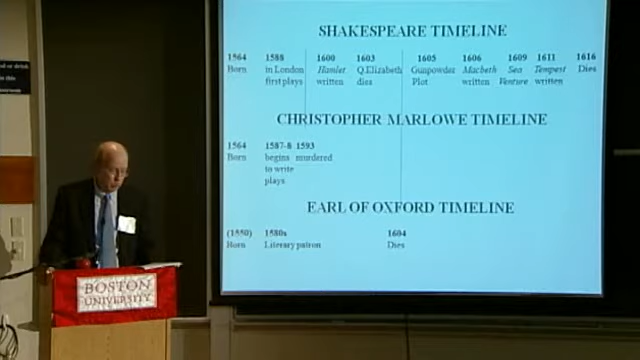 SHAKESPEARE TIMELINE
1564 1588 1600 1603 1605 1606 1609 1611 1616
Born in London Hamlet Q.Elizabeth Gunpowder Macbeth Sea Tempest Dies
first plays written dies Plot written Venture written
CHRISTOPHER MARLOWE TIMELINE
1564 1587-8 1593
Born begins murdered
to write
plays
EARL OF OXFORD TIMELINE
(1550) 1580s 1604
Born Literary patron Dies
BOSTON
UNIVERSITY